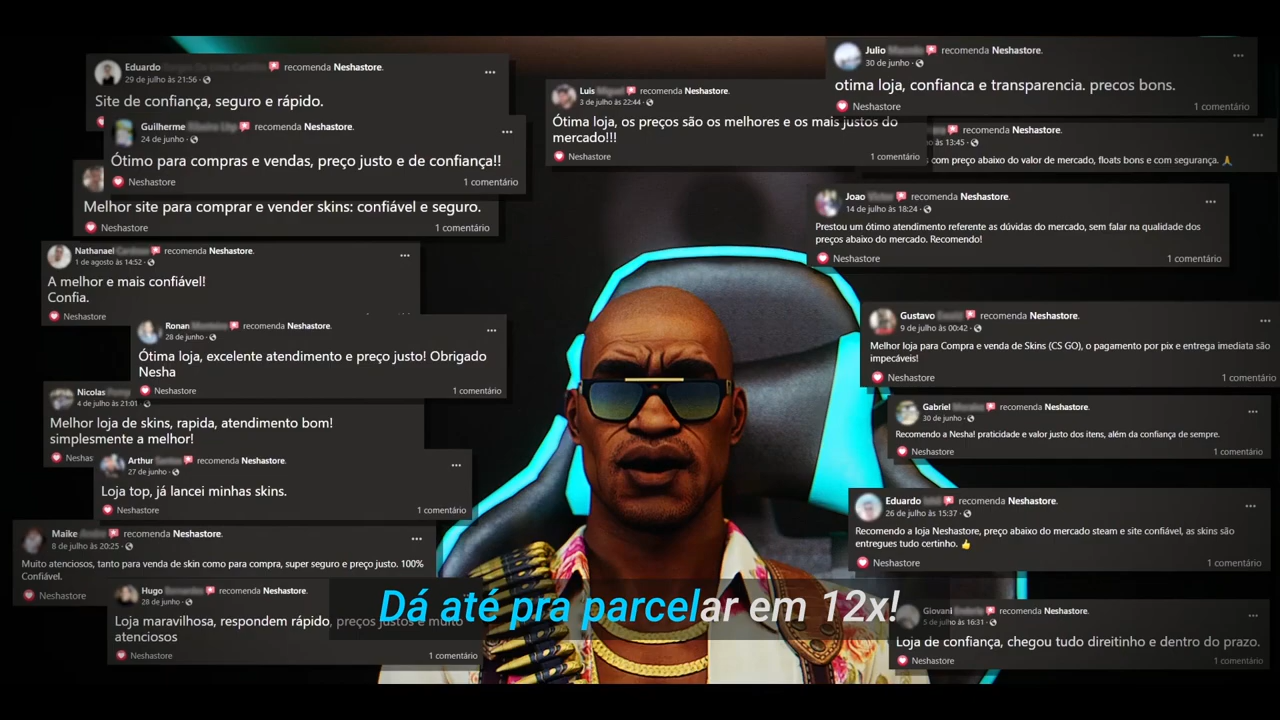 Eduardo recomenda Neshastore.
29 de julho às 21:56
Site de confiança, seguro e rápido.
Guilherme recomenda Neshastore.
24 de junho
Ótimo para compras e vendas, preço justo e de confiança!!
Neshastore 1 comentário
Melhor site para comprar e vender skins: confiável e seguro.
Neshastore 1 comentário
Nathanael recomenda Neshastore.
1 de agosto às 14:52
A melhor e mais confiável!
Confia.
Neshastore
Ronan recomenda Neshastore.
28 de junho
Ótima loja, excelente atendimento e preço justo! Obrigado
Nesha
Neshastore 1 comentário
Nicolas
4 de julho às 21:01
Melhor loja de skins, rapida, atendimento bom!
simplesmente a melhor!
Neshas
Arthur recomenda Neshastore.
27 de junho
Loja top, já lancei minhas skins.
Neshastore 1 comentário
Maike recomenda Neshastore.
8 de julho às 20:25
Muito atenciosos, tanto para venda de skin como para compra, super seguro e preço justo. 100%
Confiável.
Neshastore
Hugo recomenda Neshastore.
28 de junho
Loja maravilhosa, respondem rápido, preços justos e muito
atenciosos
Neshastore 1 comentário
Luis recomenda Neshastore.
3 de julho às 22:44
Ótima loja, os preços são os melhores e os mais justos do
mercado!!!
Neshastore 1 comentário
Julio recomenda Neshastore.
30 de junho
otima loja, confianca e transparencia. precos bons.
Neshastore 1 comentário
recomenda Neshastore.
às 13:45
com preço abaixo do valor de mercado, floats bons e com segurança. 🙏
Joao recomenda Neshastore.
14 de julho às 18:24
Prestou um ótimo atendimento referente as dúvidas do mercado, sem falar na qualidade dos
preços abaixo do mercado. Recomendo!
Neshastore 1 comentário
Gustavo recomenda Neshastore.
9 de julho às 00:42
Melhor loja para Compra e venda de Skins (CS GO), o pagamento por pix e entrega imediata são
impecáveis!
Neshastore 1 comentário
Gabriel recomenda Neshastore.
30 de junho
Recomendo a Nesha! praticidade e valor justo dos itens, além da confiança de sempre.
Neshastore 1 comentário
Eduardo recomenda Neshastore.
26 de julho às 15:37
Recomendo a loja Neshastore, preço abaixo do mercado steam e site confiável, as skins são
entregues tudo certinho. 👍
Neshastore 1 comentário
Giovani recomenda Neshastore.
5 de julho às 16:31
Loja de confiança, chegou tudo direitinho e dentro do prazo.
Neshastore 1 comentário
Dá até pra parcelar em 12x!